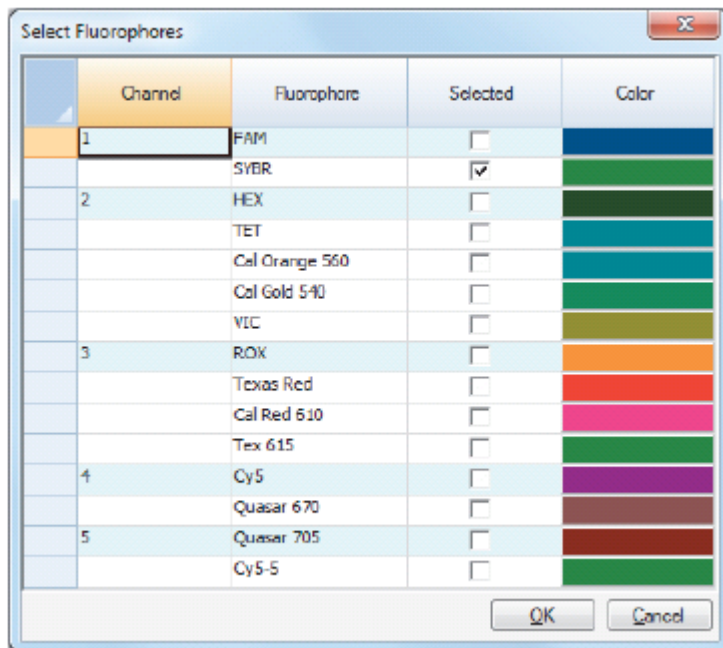 Select Fluorophores
Channel Fluorophore Selected Color
1 FAM
SYBR
2 HEX
TET
Cal Orange 560
Cal Gold 540
VIC
3 ROX
Texas Red
Cal Red 610
Tex 615
4 Cy5
Quasar 670
5 Quasar 705
Cy5-5
OK Cancel